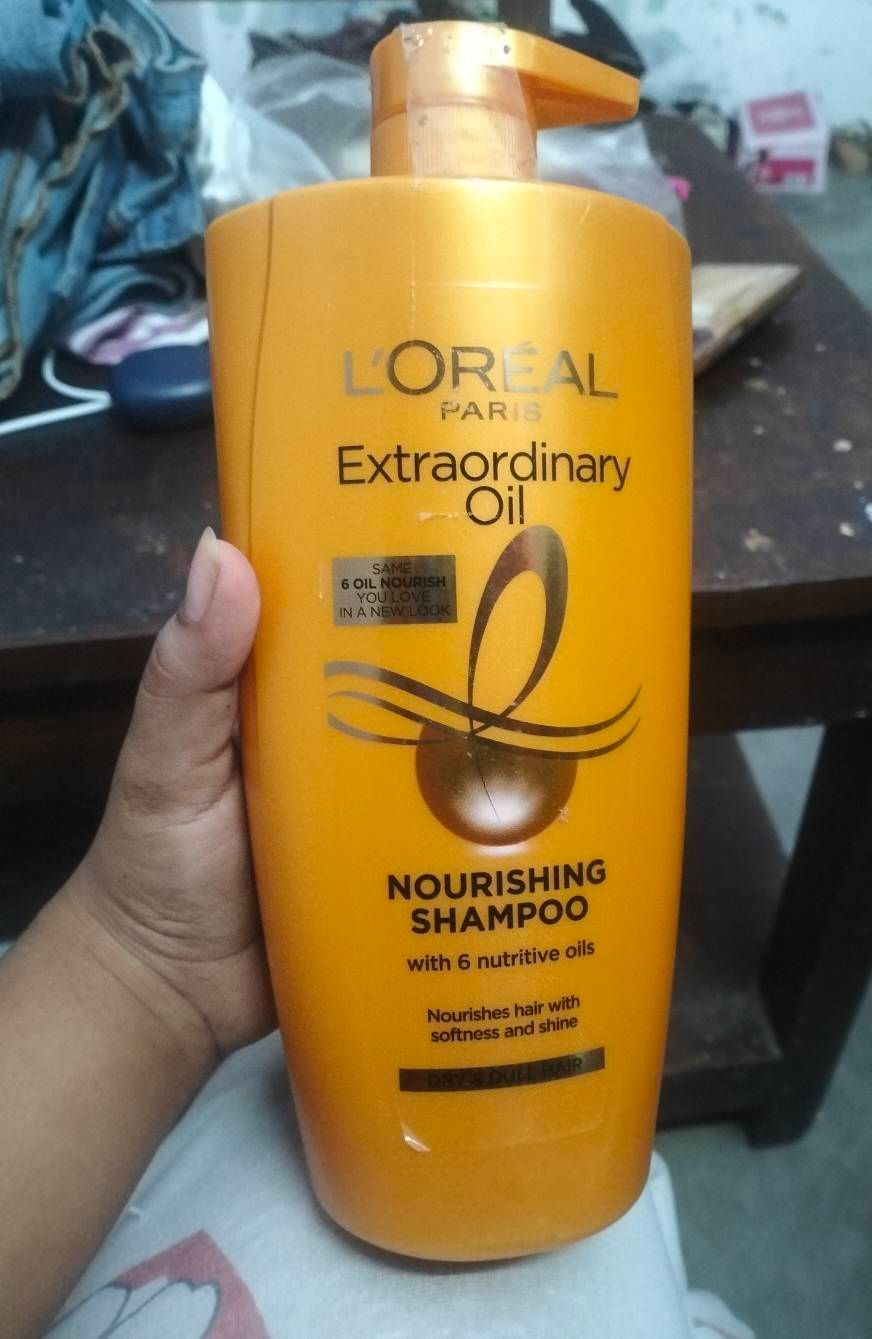 L'ORÉAL
PARIS
Extraordinary
Oil
SAME
6 OIL NOURISH
YOU LOVE
IN A NEW LOOK
NOURISHING
SHAMPOO
with 6 nutritive oils
Nourishes hair with
softness and shine
DRY & DULL HAIR